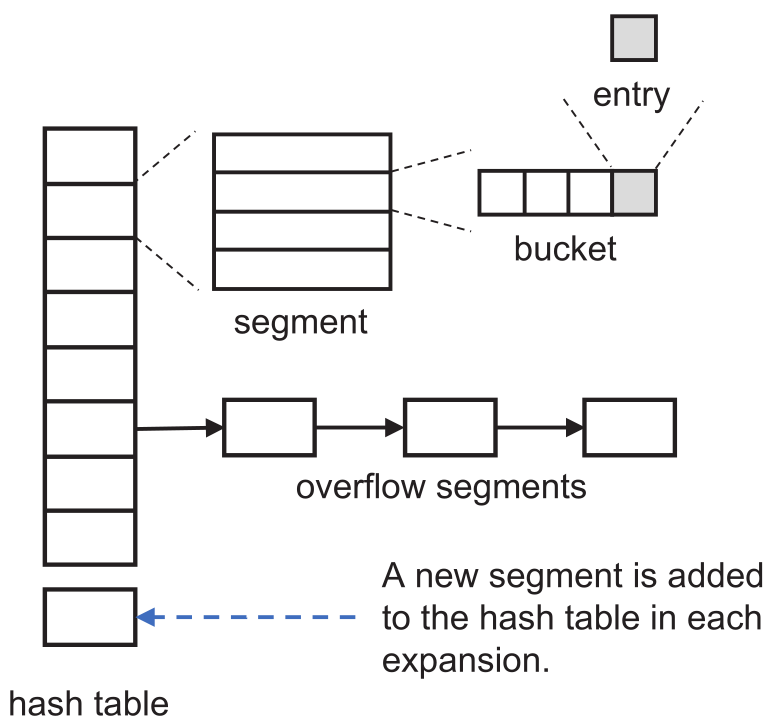 entry
bucket
segment
overflow segments
A new segment is added
to the hash table in each
expansion.
hash table